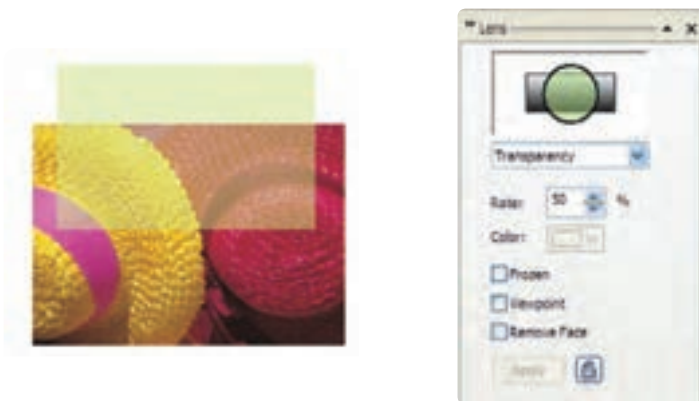 Lens
Transparency
Rate: 50 %
Color:
Frozen
Viewpoint
Remove Face
Apply